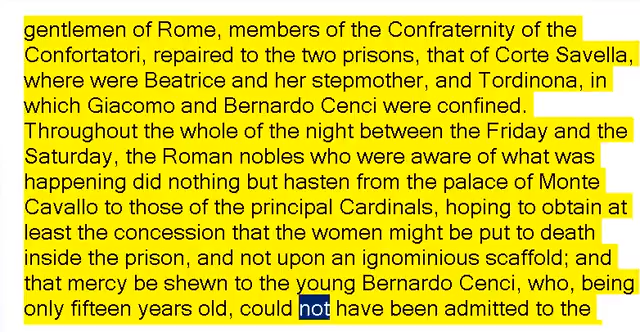 gentlemen of Rome, members of the Confraternity of the
Confortatori, repaired to the two prisons, that of Corte Savella,
where were Beatrice and her stepmother, and Tordinona, in
which Giacomo and Bernardo Cenci were confined.
Throughout the whole of the night between the Friday and the
Saturday, the Roman nobles who were aware of what was
happening did nothing but hasten from the palace of Monte
Cavallo to those of the principal Cardinals, hoping to obtain at
least the concession that the women might be put to death
inside the prison, and not upon an ignominious scaffold; and
that mercy be shewn to the young Bernardo Cenci, who, being
only fifteen years old, could not have been admitted to the